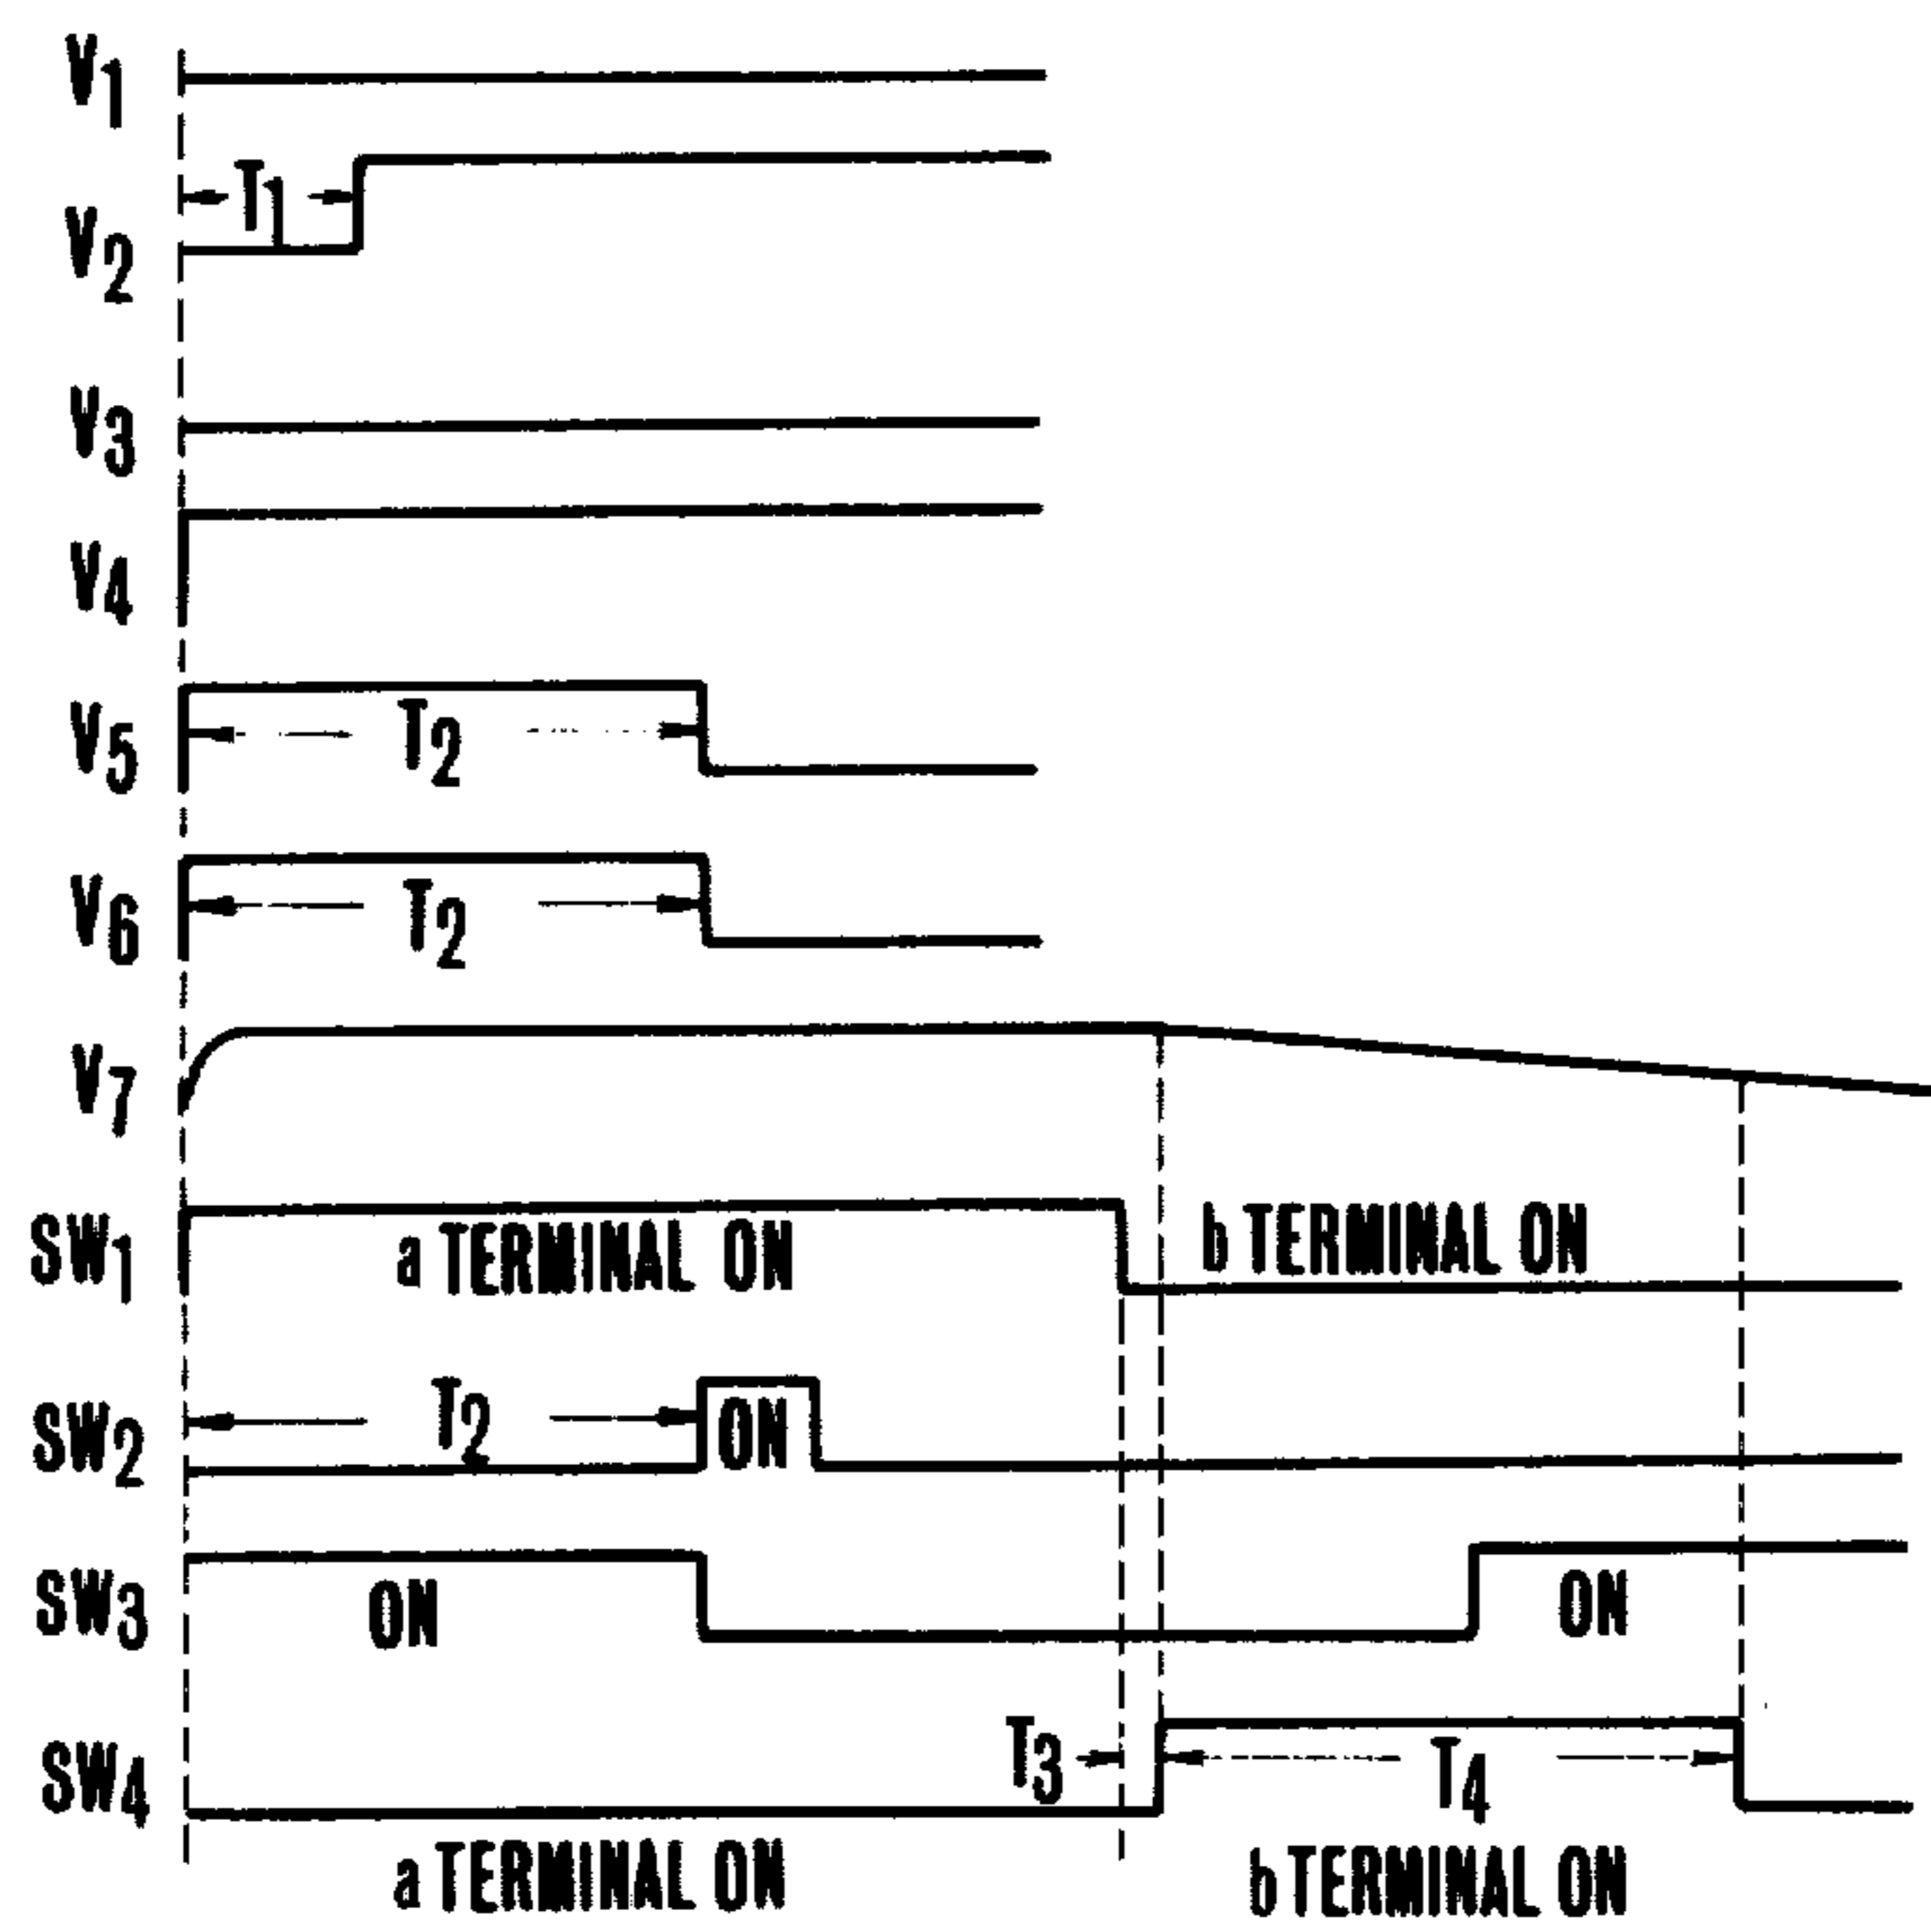 V1
T1
V2
V3
V4
V5
T2
V6
T2
V7
SW1
a TERMINAL ON
b TERMINAL ON
SW2
T2
ON
SW3
ON
ON
SW4
T3
T4
a TERMINAL ON
b TERMINAL ON